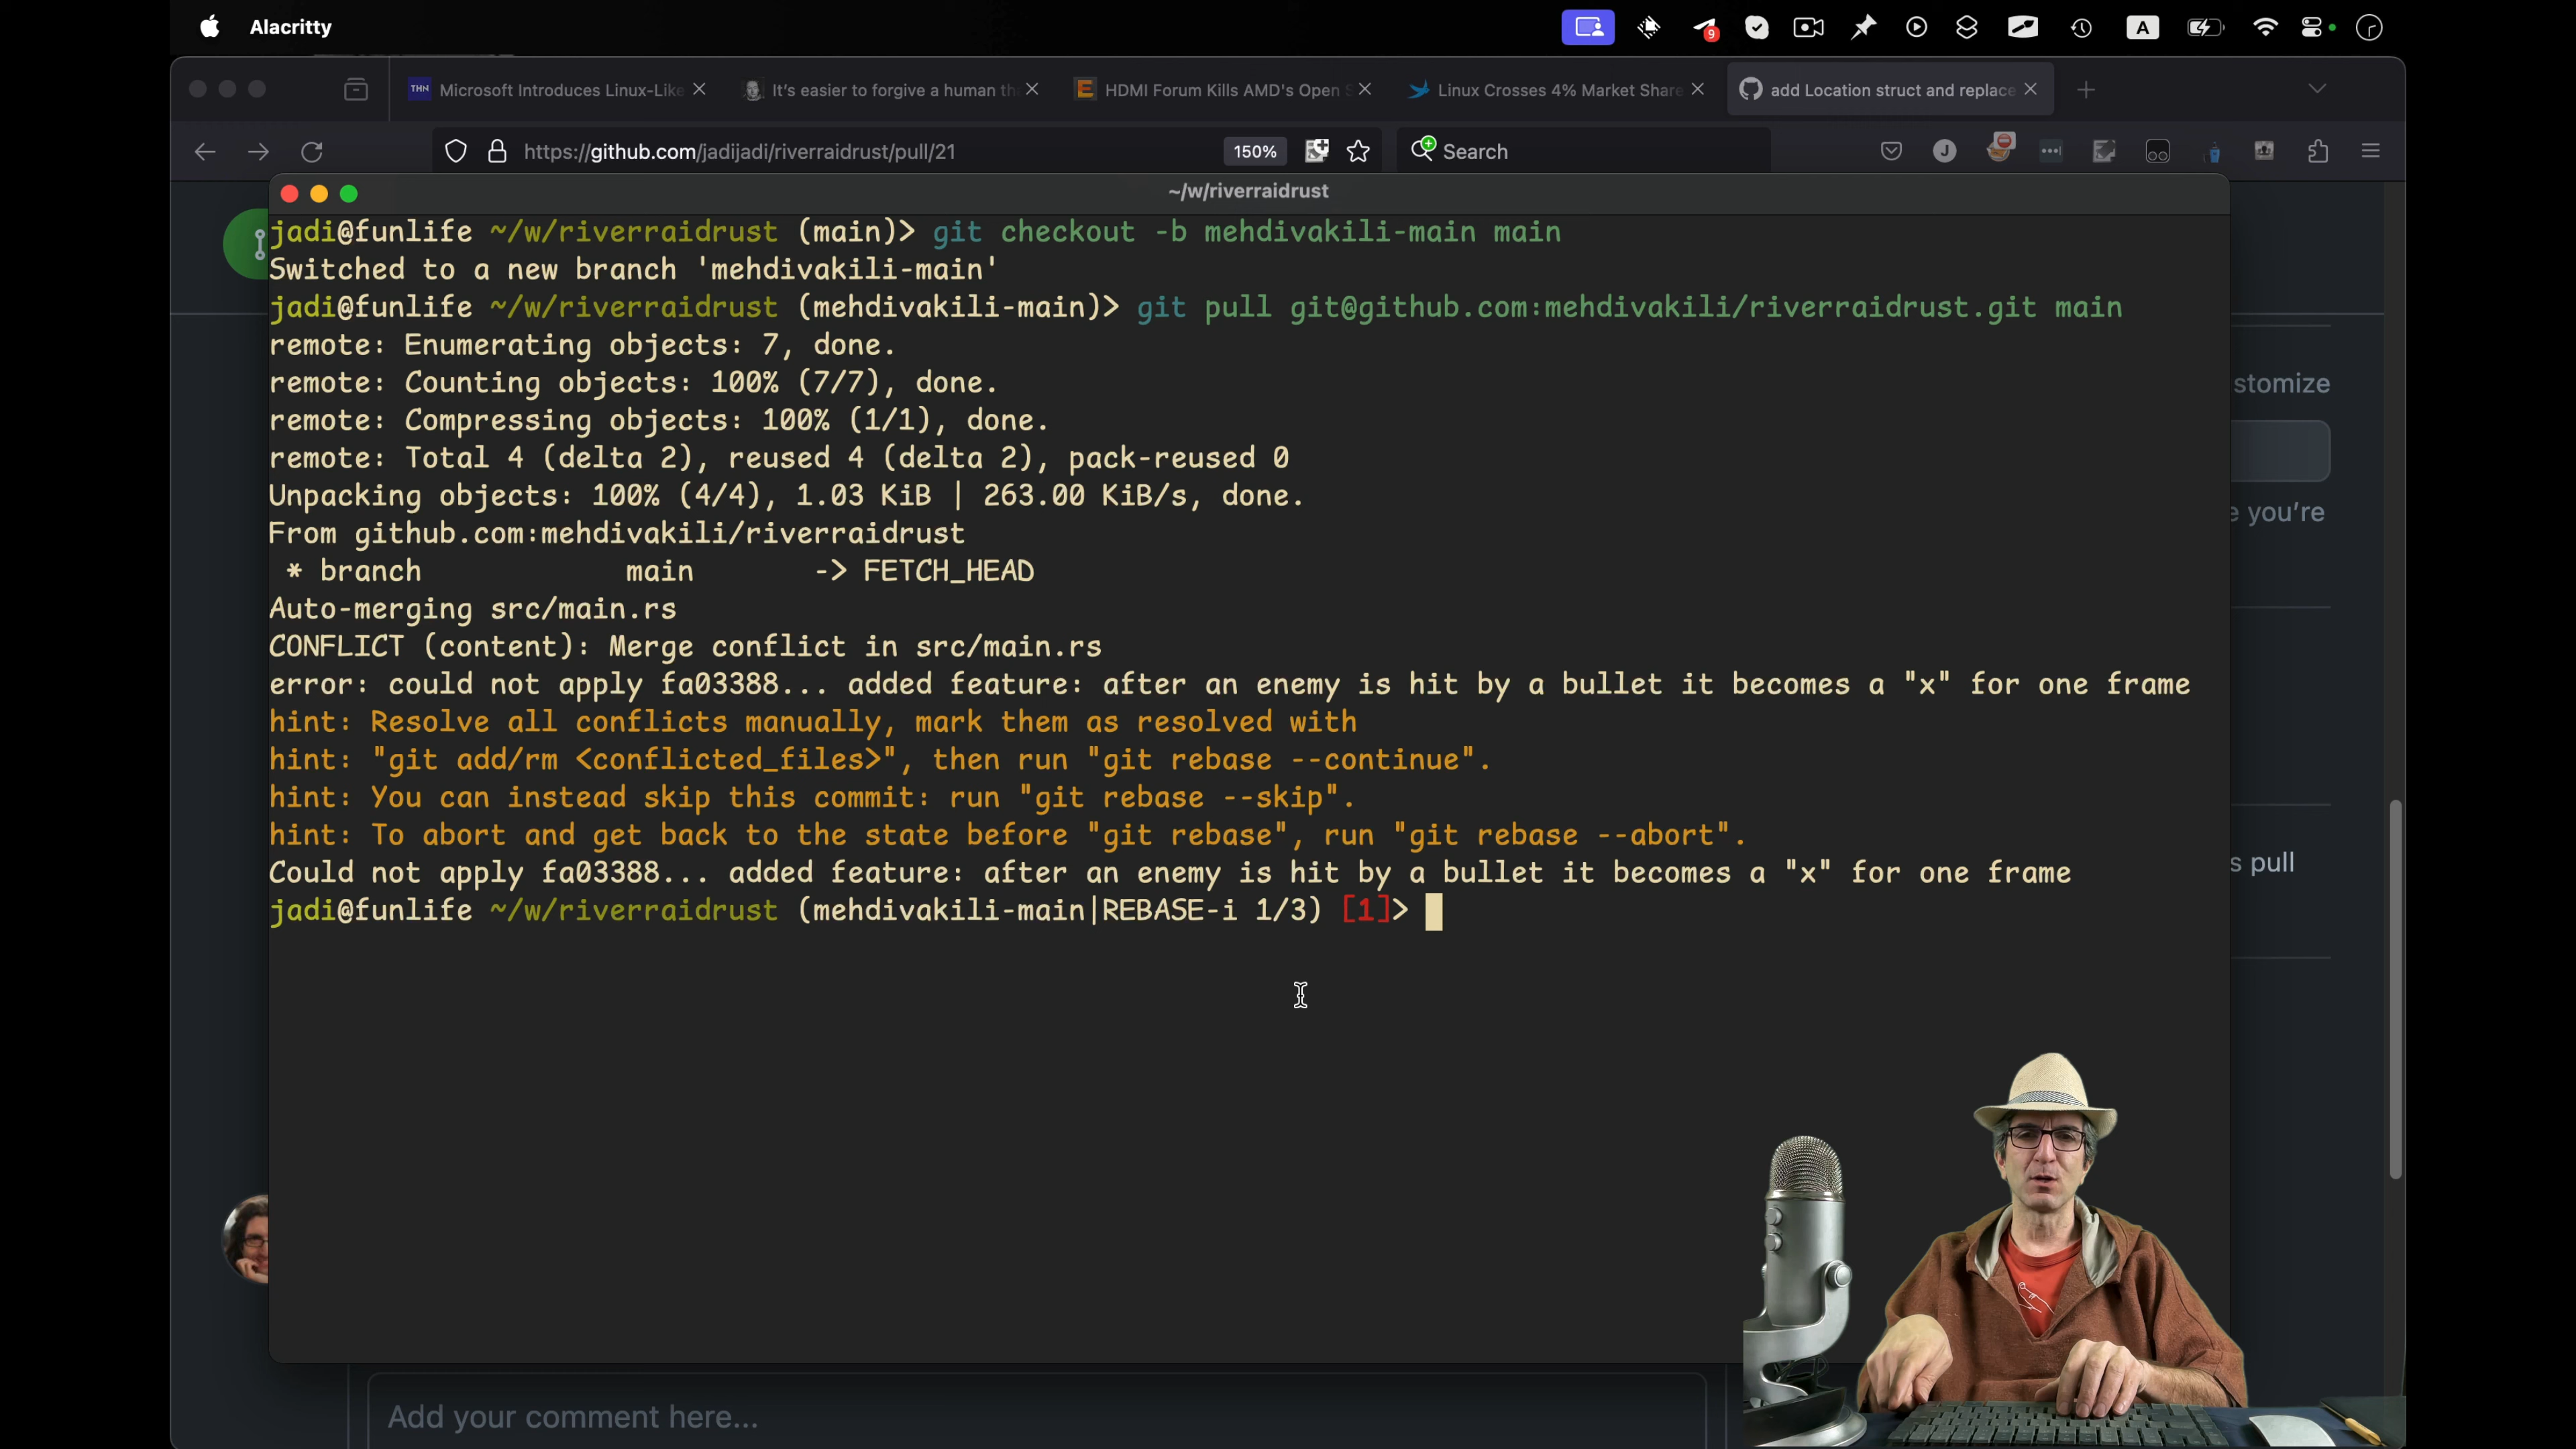 Alacritty
9
A
THN Microsoft Introduces Linux-Like
It's easier to forgive a human th
E HDMI Forum Kills AMD's Open S
Linux Crosses 4% Market Share
add Location struct and replace
https://github.com/jadijadi/riverraidrust/pull/21
150%
Search
J
~/w/riverraidrust
jadi@funlife ~/w/riverraidrust (main)> git checkout -b mehdivakili-main main
Switched to a new branch 'mehdivakili-main'
jadi@funlife ~/w/riverraidrust (mehdivakili-main)> git pull git@github.com:mehdivakili/riverraidrust.git main
remote: Enumerating objects: 7, done.
remote: Counting objects: 100% (7/7), done.
stomize
remote: Compressing objects: 100% (1/1), done.
remote: Total 4 (delta 2), reused 4 (delta 2), pack-reused 0
Unpacking objects: 100% (4/4), 1.03 KiB | 263.00 KiB/s, done.
e you're
From github.com:mehdivakili/riverraidrust
* branch main -> FETCH_HEAD
Auto-merging src/main.rs
CONFLICT (content): Merge conflict in src/main.rs
error: could not apply fa03388... added feature: after an enemy is hit by a bullet it becomes a "x" for one frame
hint: Resolve all conflicts manually, mark them as resolved with
hint: "git add/rm <conflicted_files>", then run "git rebase --continue".
hint: You can instead skip this commit: run "git rebase --skip".
hint: To abort and get back to the state before "git rebase", run "git rebase --abort".
s pull
Could not apply fa03388... added feature: after an enemy is hit by a bullet it becomes a "x" for one frame
jadi@funlife ~/w/riverraidrust (mehdivakili-main|REBASE-i 1/3) [1]>
Add your comment here...